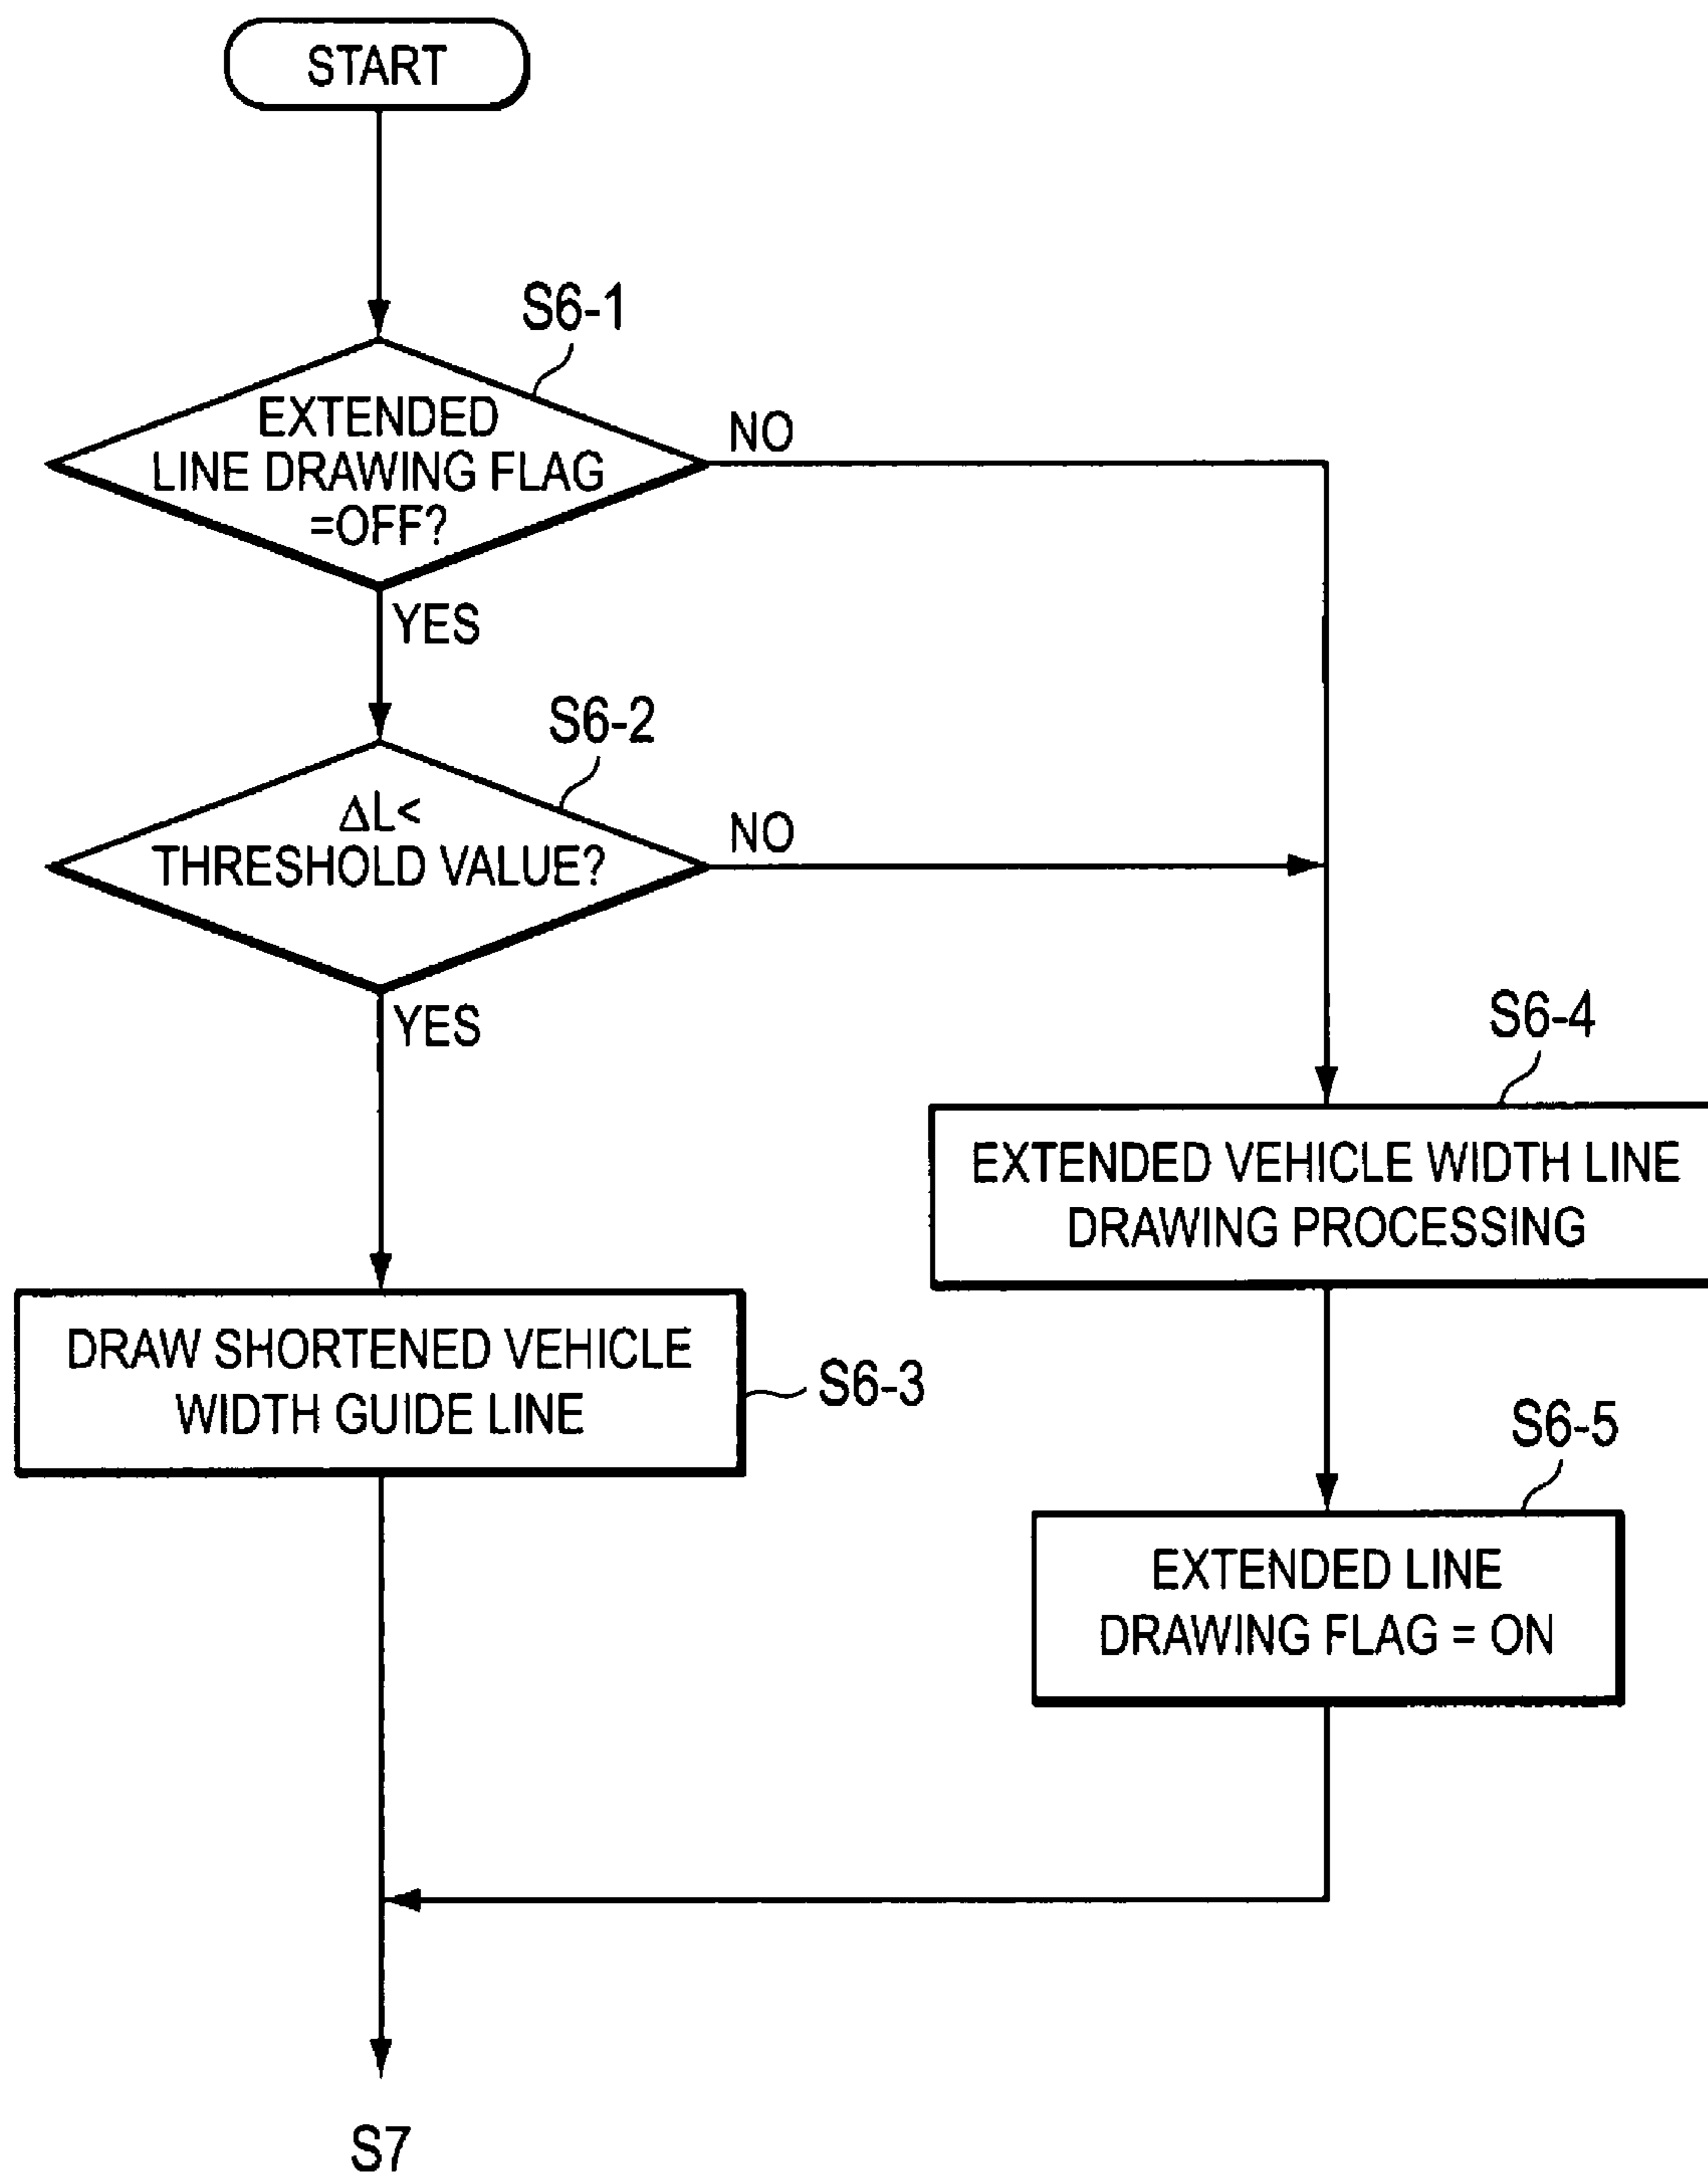 START
S6-1
EXTENDED
LINE DRAWING FLAG
=OFF?
NO
YES
S6-2
ΔL<
THRESHOLD VALUE?
NO
YES
S6-4
EXTENDED VEHICLE WIDTH LINE
DRAWING PROCESSING
DRAW SHORTENED VEHICLE
WIDTH GUIDE LINE
S6-3
S6-5
EXTENDED LINE
DRAWING FLAG = ON
S7